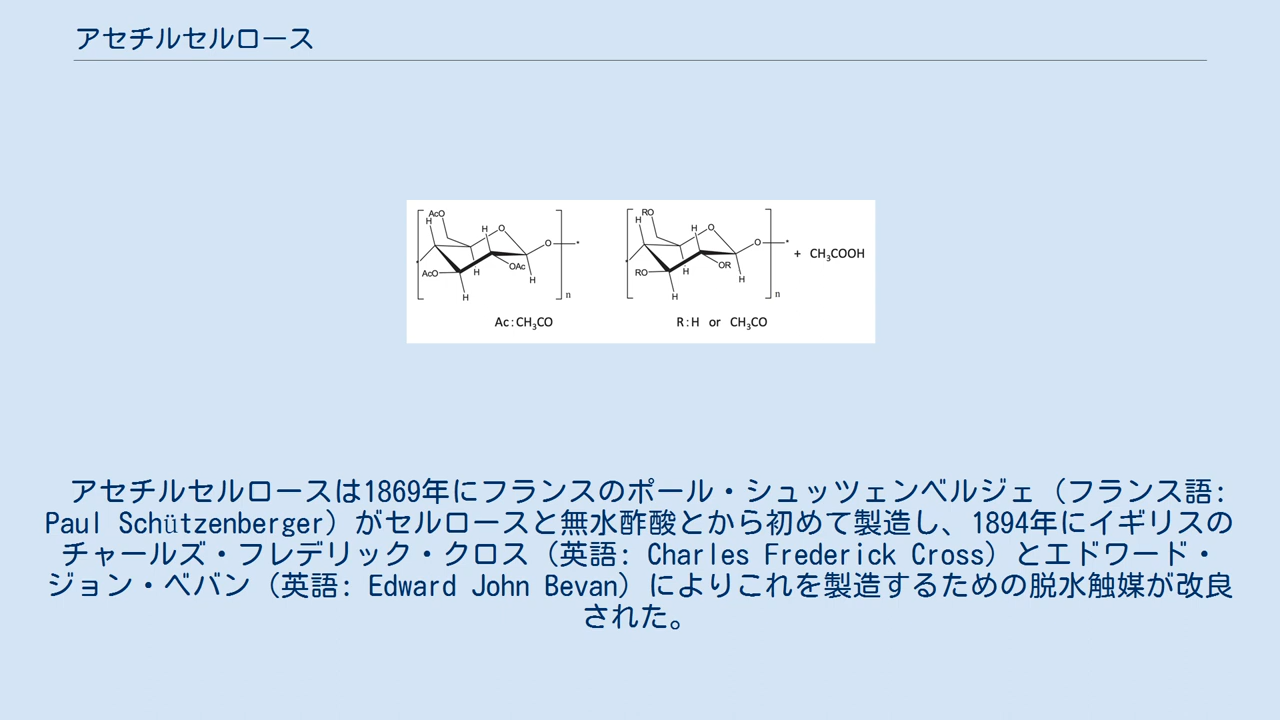 アセチルセルロース
AcO
H
H
O
O
*
*
AcO
H
OAc
H
H
n
Ac:CH3CO
RO
H
H
O
O
*
*
RO
H
OR
H
H
n
+ CH3COOH
R:H or CH3CO
アセチルセルロースは1869年にフランスのポール・シュッツェンベルジェ（フランス語:
Paul Schützenberger）がセルロースと無水酢酸とから初めて製造し、1894年にイギリスの
チャールズ・フレデリック・クロス（英語: Charles Frederick Cross）とエドワード・
ジョン・ベバン（英語: Edward John Bevan）によりこれを製造するための脱水触媒が改良
された。